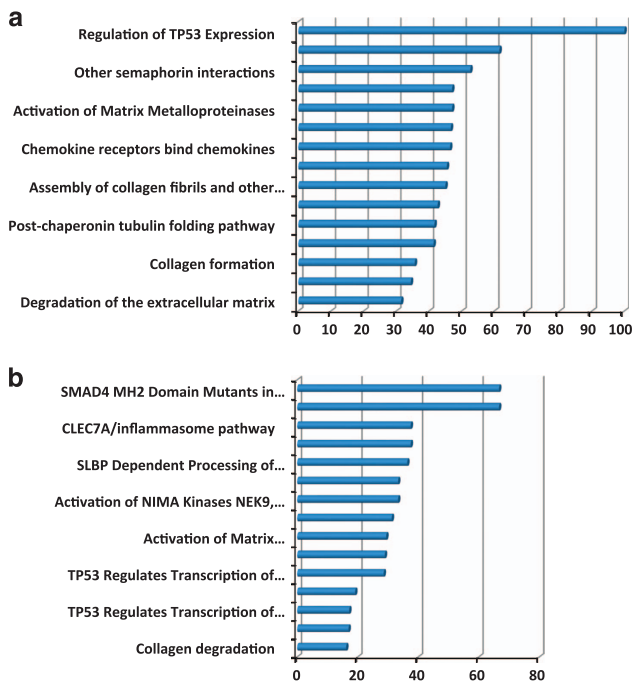 a
Regulation of TP53 Expression
Other semaphorin interactions
Activation of Matrix Metalloproteinases
Chemokine receptors bind chemokines
Assembly of collagen fibrils and other...
Post-chaperonin tubulin folding pathway
Collagen formation
Degradation of the extracellular matrix
0 10 20 30 40 50 60 70 80 90 100
b
SMAD4 MH2 Domain Mutants in...
CLEC7A/inflammasome pathway
SLBP Dependent Processing of...
Activation of NIMA Kinases NEK9,...
Activation of Matrix...
TP53 Regulates Transcription of...
TP53 Regulates Transcription of...
Collagen degradation
0 20 40 60 80